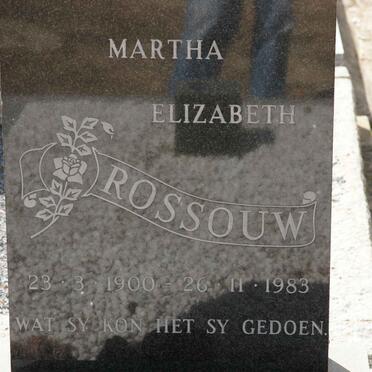 MARTHA
ELIZABETH
ROSSOUW
23 · 3 · 1900 – 26 · 11 · 1983
WAT SY KON HET SY GEDOEN.